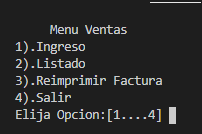 Menu Ventas
1).Ingreso
2).Listado
3).Reimprimir Factura
4).Salir
Elija Opcion:[1....4]